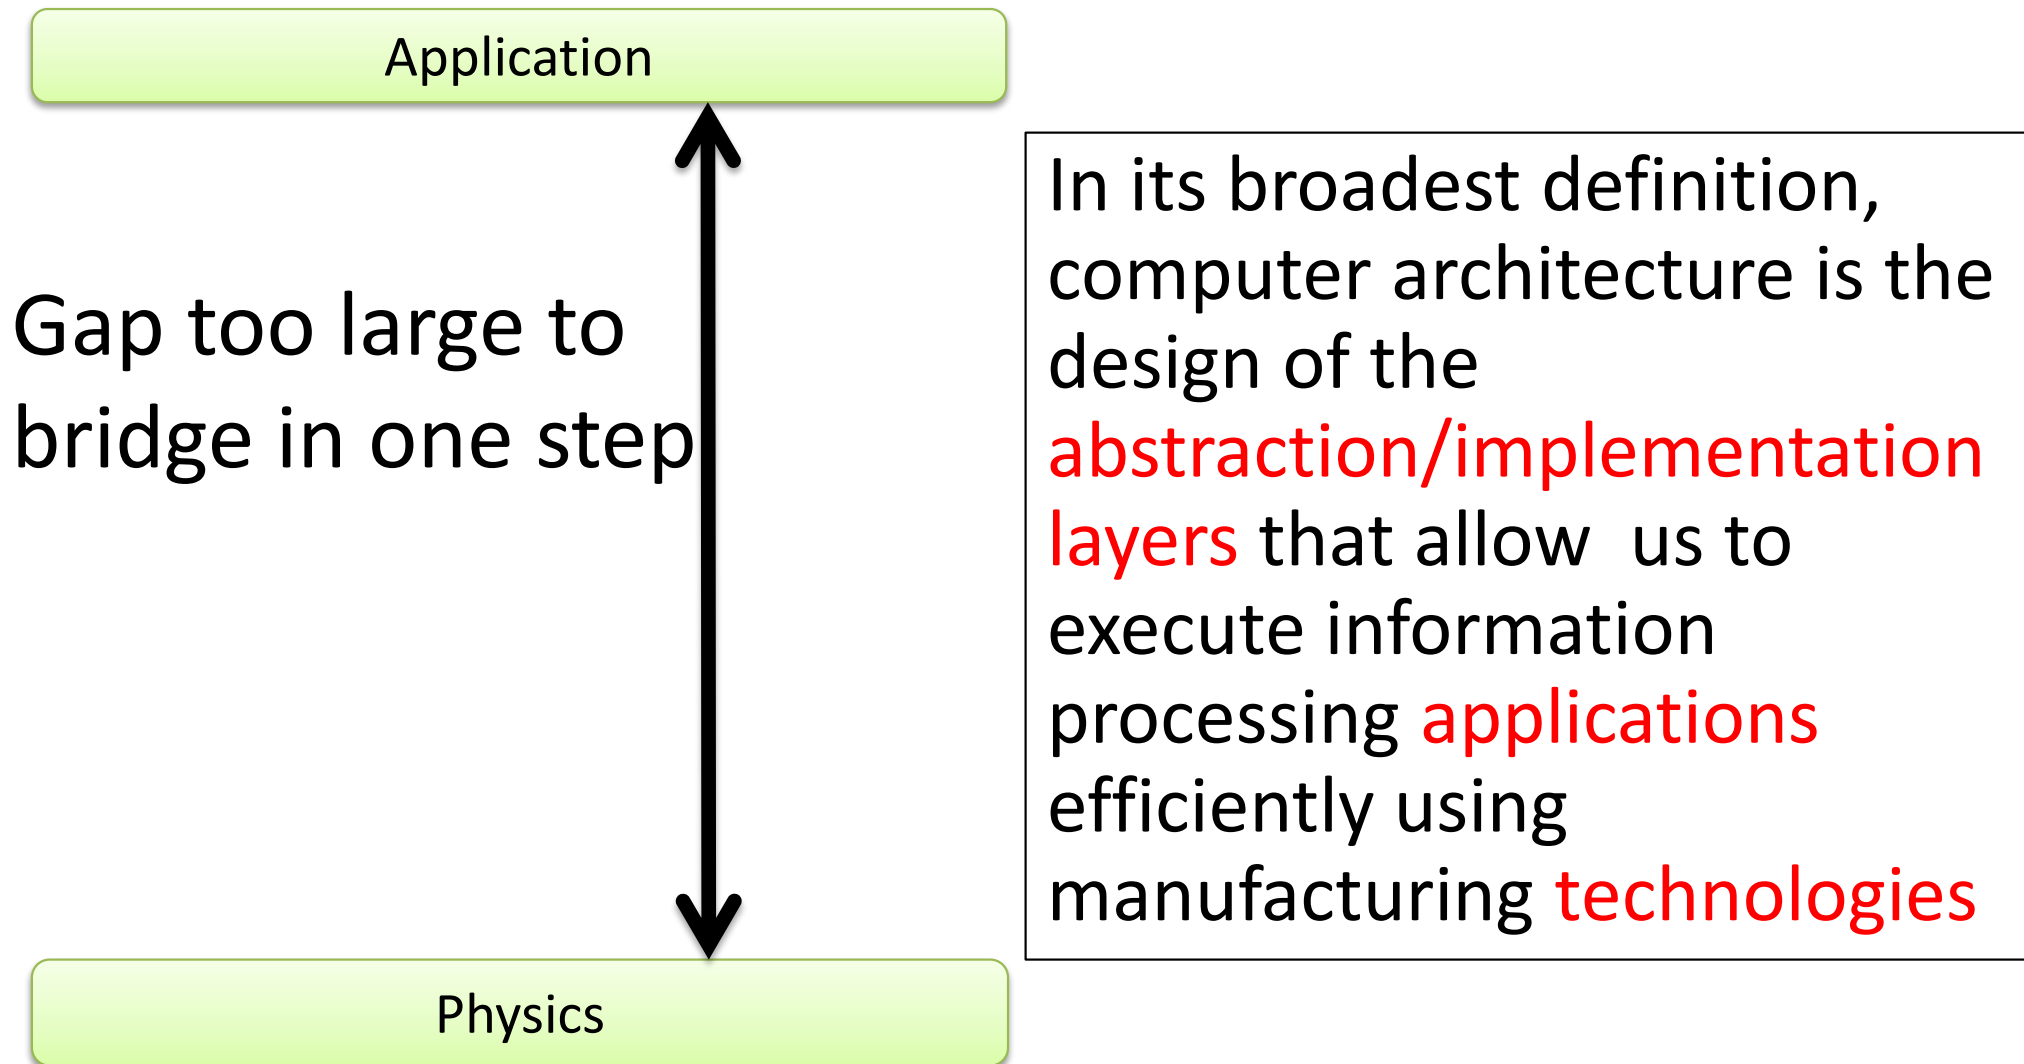 Application
Gap too large to
bridge in one step
In its broadest definition,
computer architecture is the
design of the
abstraction/implementation
layers that allow  us to
execute information
processing applications
efficiently using
manufacturing technologies
Physics